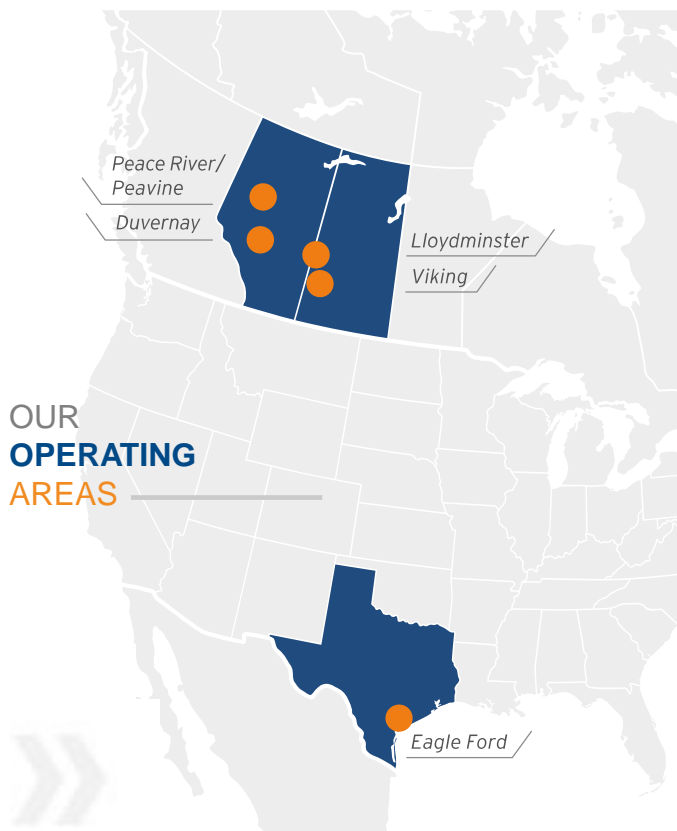 Peace River/
Peavine
Duvernay
Lloydminster
Viking
OUR
OPERATING
AREAS
Eagle Ford